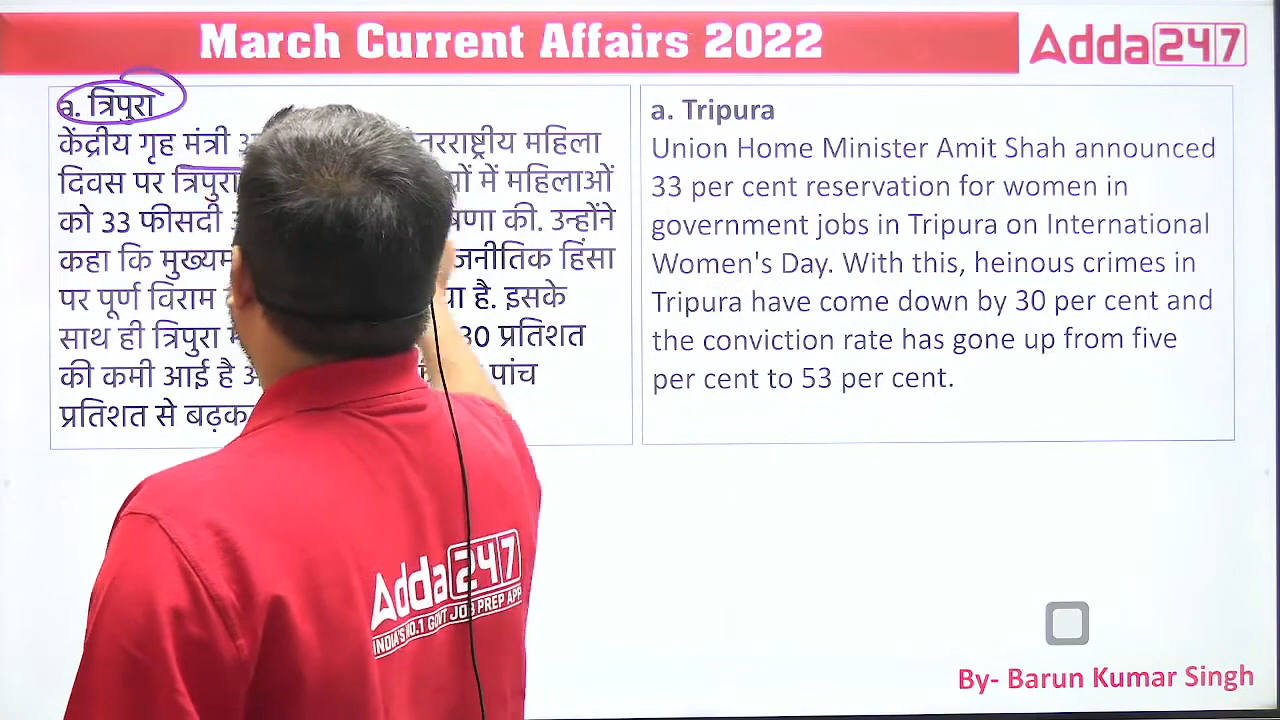 March Current Affairs 2022
Adda247
a. त्रिपुरा
केंद्रीय गृह मंत्री महिला
दिवस पर त्रिपुरा में महिलाओं
को 33 फीसदी की. उन्होंने
कहा कि हिंसा
पर पूर्ण विराम है. इसके
साथ ही त्रिपुरा 30 प्रतिशत
की कमी आई है पांच
प्रतिशत से
a. Tripura
Union Home Minister Amit Shah announced
33 per cent reservation for women in
government jobs in Tripura on International
Women's Day. With this, heinous crimes in
Tripura have come down by 30 per cent and
the conviction rate has gone up from five
per cent to 53 per cent.
Adda247
INDIA'S NO.1 GOVT JOB PREP APP
By- Barun Kumar Singh